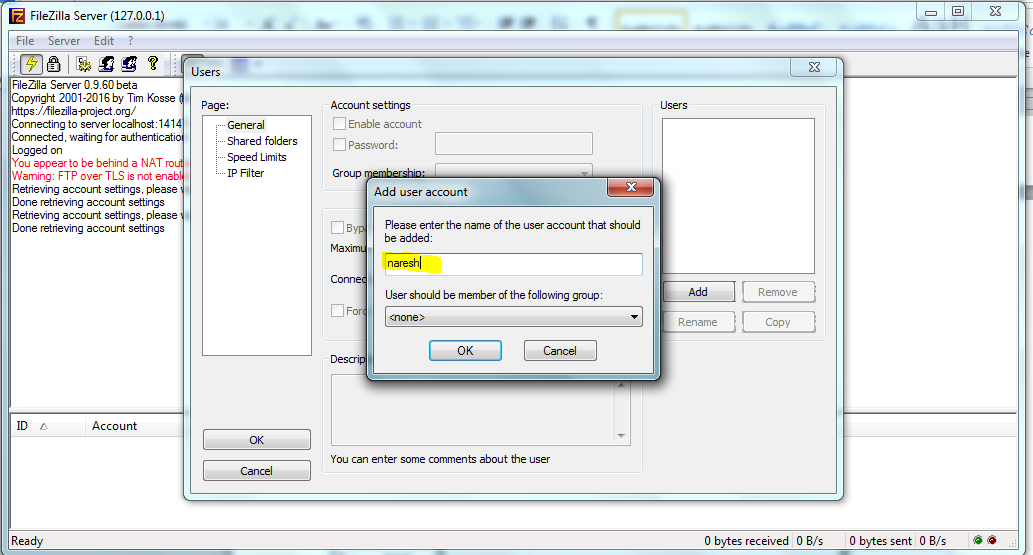 FileZilla Server (127.0.0.1)
File Server Edit ?
FileZilla Server 0.9.60 beta
Copyright 2001-2016 by Tim Kosse (
https://filezilla-project.org/
Connecting to server localhost:1414
Connected, waiting for authentication
Logged on
You appear to be behind a NAT rout
Warning: FTP over TLS is not enable
Retrieving account settings, please
Done retrieving account settings
Retrieving account settings, please
Done retrieving account settings
Users
Page:
General
Shared folders
Speed Limits
IP Filter
OK
Cancel
Account settings
Enable account
Password:
Group membership:
Bypa
Maximu
Connec
Forc
Descrip
You can enter some comments about the user
Users
Add Remove
Rename Copy
Add user account
Please enter the name of the user account that should
be added:
naresh
User should be member of the following group:
<none>
OK Cancel
ID Account
Ready 0 bytes received 0 B/s 0 bytes sent 0 B/s